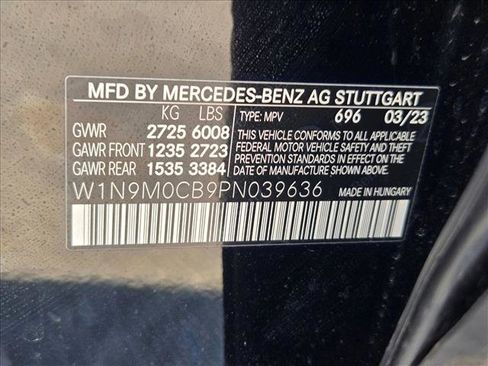 MFD BY MERCEDES-BENZ AG STUTTGART
KG LBS TYPE: MPV 696 03/23
GWR 2725 6008 THIS VEHICLE CONFORMS TO ALL APPLICABLE
GAWR FRONT 1235 2723 FEDERAL MOTOR VEHICLE SAFETY AND
GAWR REAR 1535 3384 THEFT PREVENTION STANDARDS IN EFFECT ON
THE DATE OF MANUFACTURE SHOWN ABOVE.
W1N9M0CB9PN039636 MADE IN HUNGARY